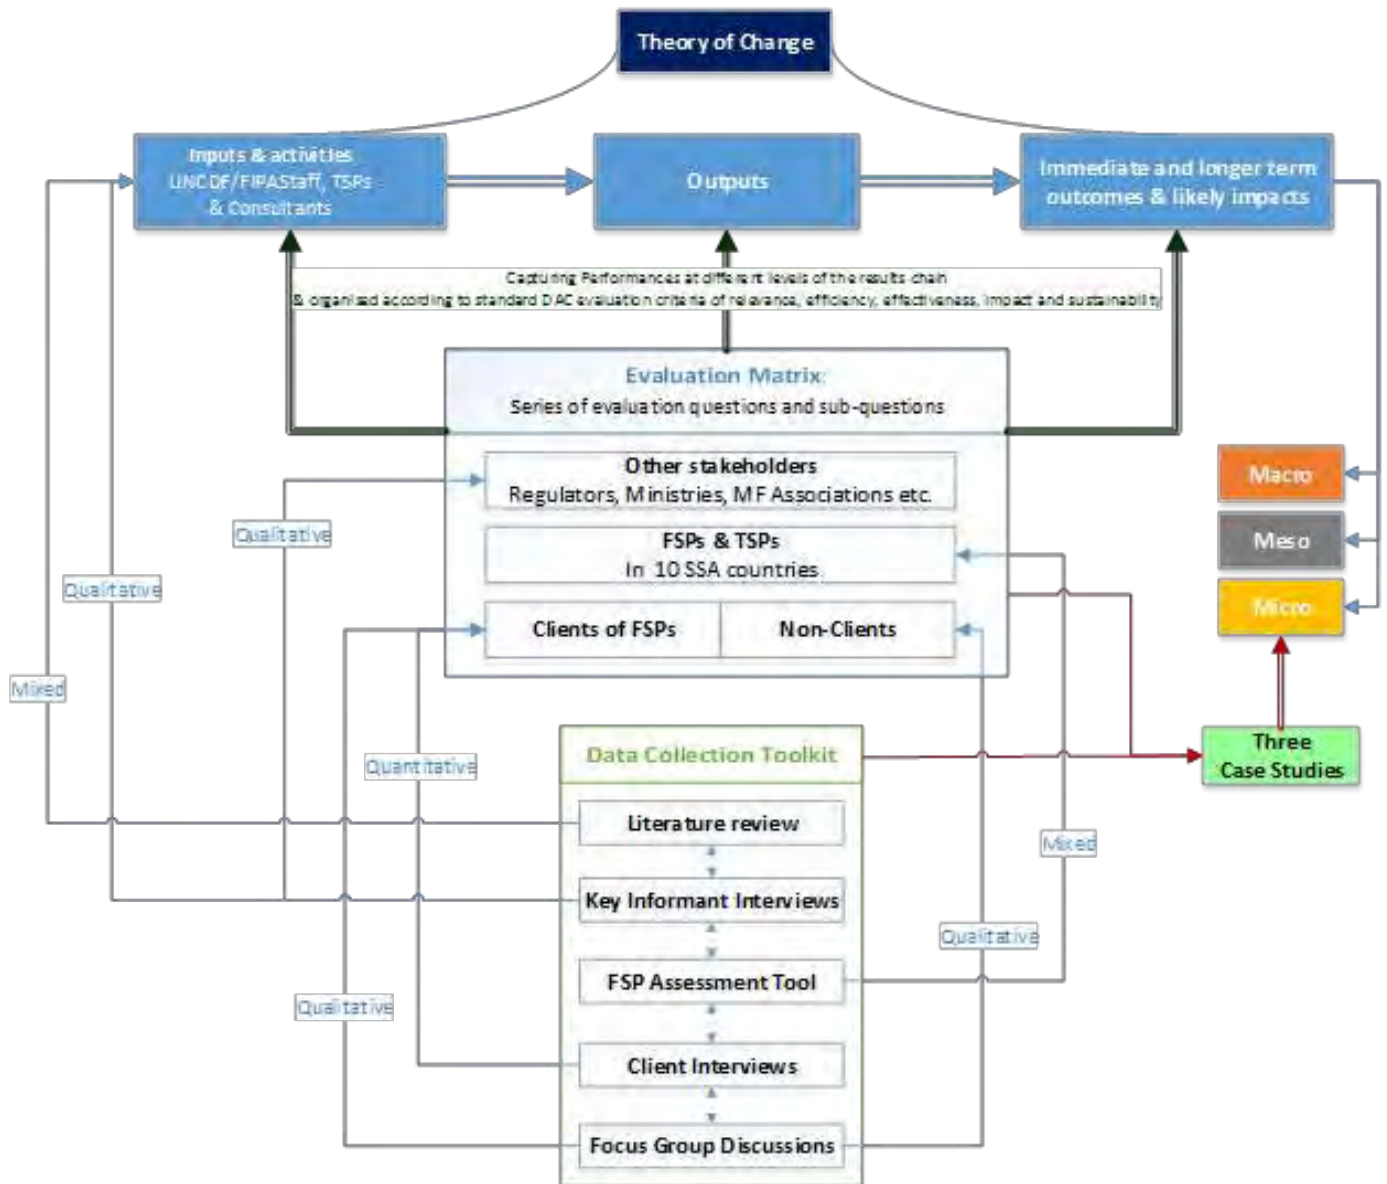 Theory of Change
Inputs & activities
UNCDF/FIPAStaff, TSPs
& Consultants
Outputs
Immediate and longer term
outcomes & likely impacts
Capturing Performances at different levels of the results chain
& organised according to standard DAC evaluation criteria of relevance, efficiency, effectiveness, impact and sustainability
Evaluation Matrix:
Series of evaluation questions and sub-questions
Other stakeholders
Regulators, Ministries, MF Associations etc.
FSPs & TSPs
In 10 SSA countries
Clients of FSPs
Non-Clients
Macro
Meso
Micro
Qualitative
Qualitative
Mixed
Quantitative
Qualitative
Data Collection Toolkit
Literature review
Key Informant Interviews
FSP Assessment Tool
Client Interviews
Focus Group Discussions
Three
Case Studies
Mixed
Qualitative